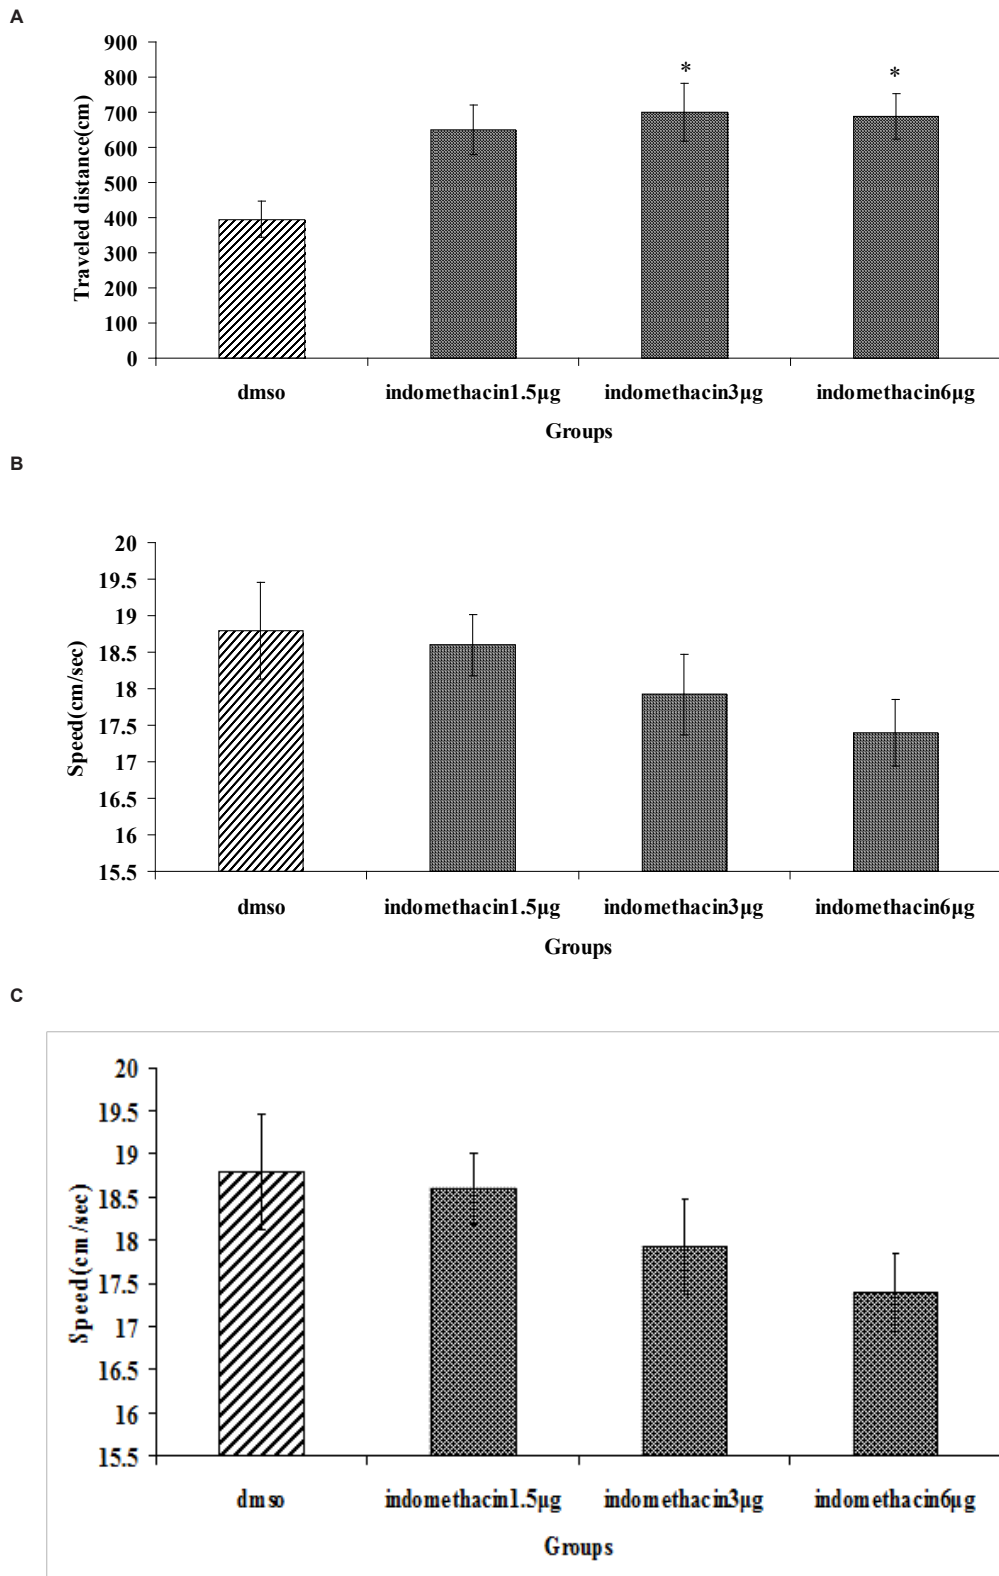 A
900
800
700
600
500
400
300
200
100
0
Traveled distance(cm)
*
*
dmso indomethacin1.5µg indomethacin3µg indomethacin6µg
Groups
B
20
19.5
19
18.5
18
17.5
17
16.5
16
15.5
Speed(cm/sec)
dmso indomethacin1.5µg indomethacin3µg indomethacin6µg
Groups
C
20
19.5
19
18.5
18
17.5
17
16.5
16
15.5
Speed(cm/sec)
dmso indomethacin1.5µg indomethacin3µg indomethacin6µg
Groups